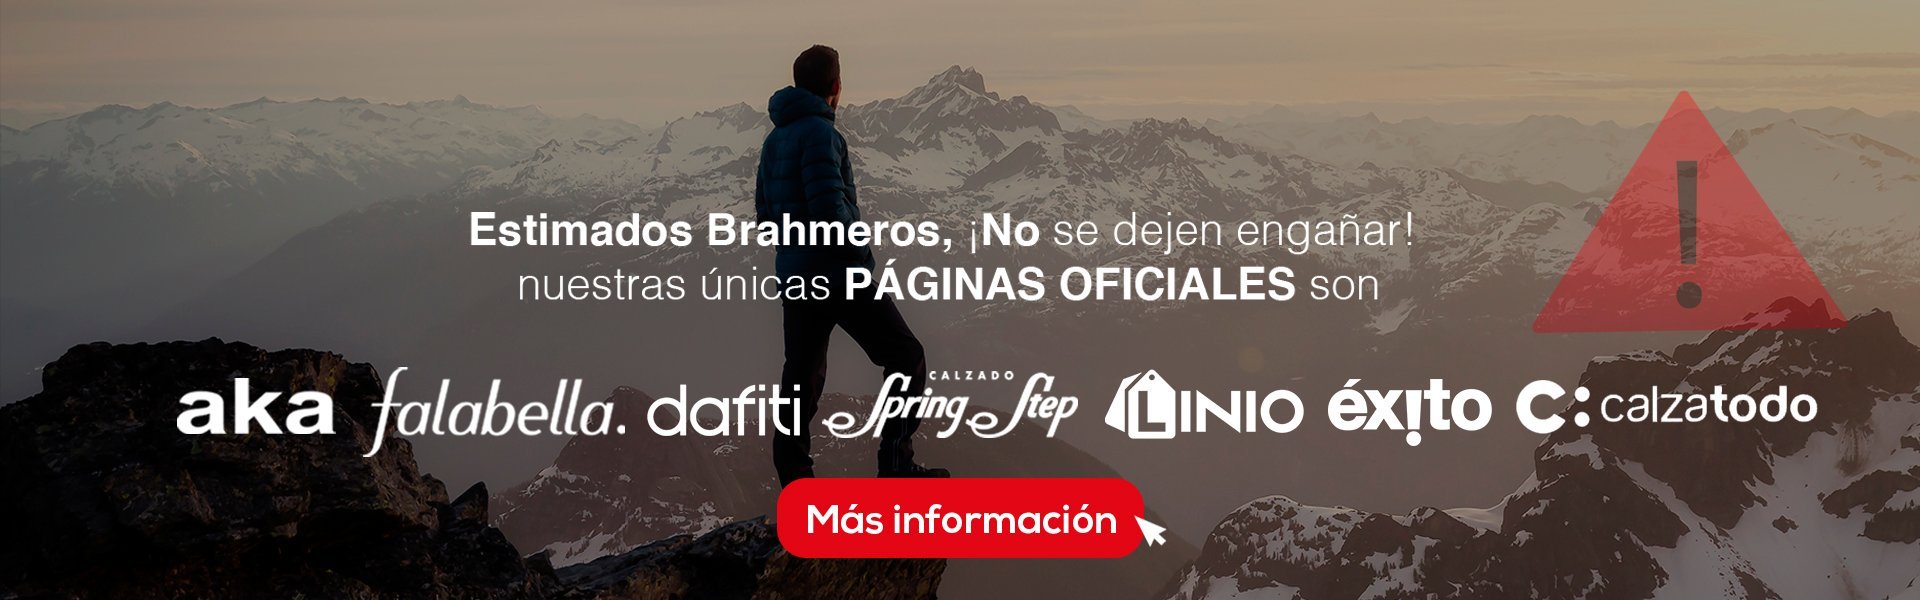 Estimados Brahmeros, ¡No se dejen engañar!
nuestras únicas PÁGINAS OFICIALES son
aka falabella. dafiti CALZADO Spring Step LINIO éxito C: calzatodo
Más información